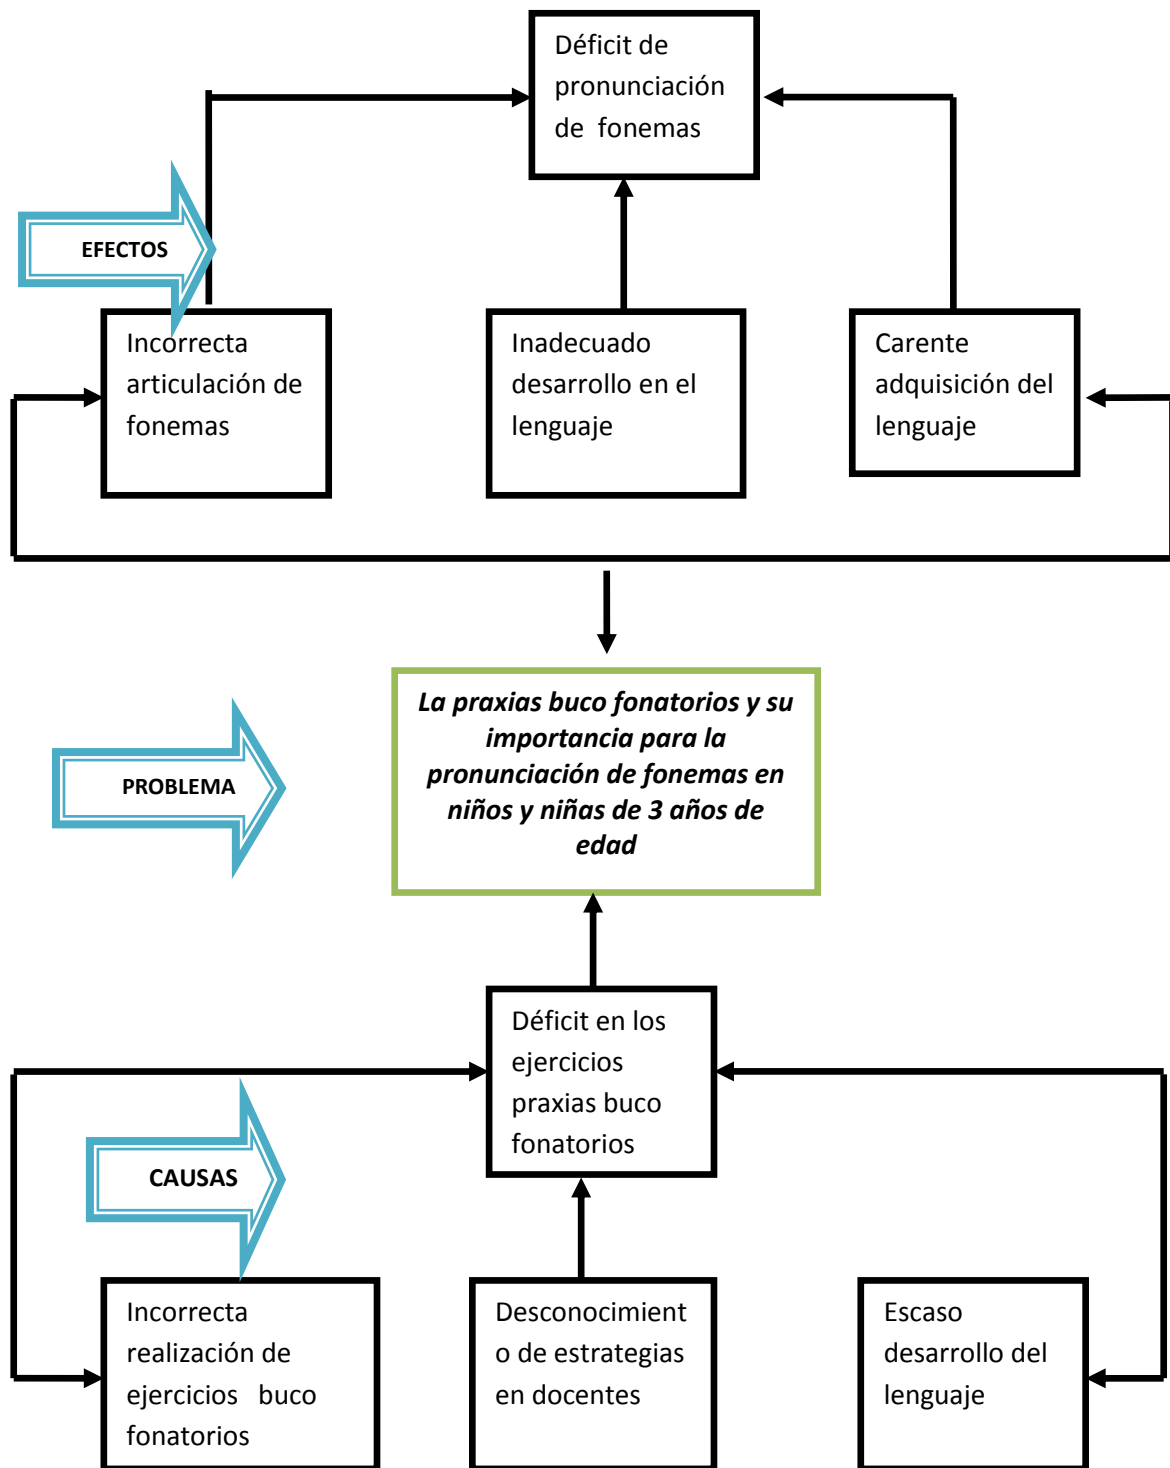 Déficit de
pronunciación
de fonemas
EFECTOS
Incorrecta
articulación de
fonemas
Inadecuado
desarrollo en el
lenguaje
Carente
adquisición del
lenguaje
La praxias buco fonatorios y su
importancia para la
pronunciación de fonemas en
niños y niñas de 3 años de
edad
PROBLEMA
Déficit en los
ejercicios
praxias buco
fonatorios
CAUSAS
Incorrecta
realización de
ejercicios buco
fonatorios
Desconocimient
o de estrategias
en docentes
Escaso
desarrollo del
lenguaje